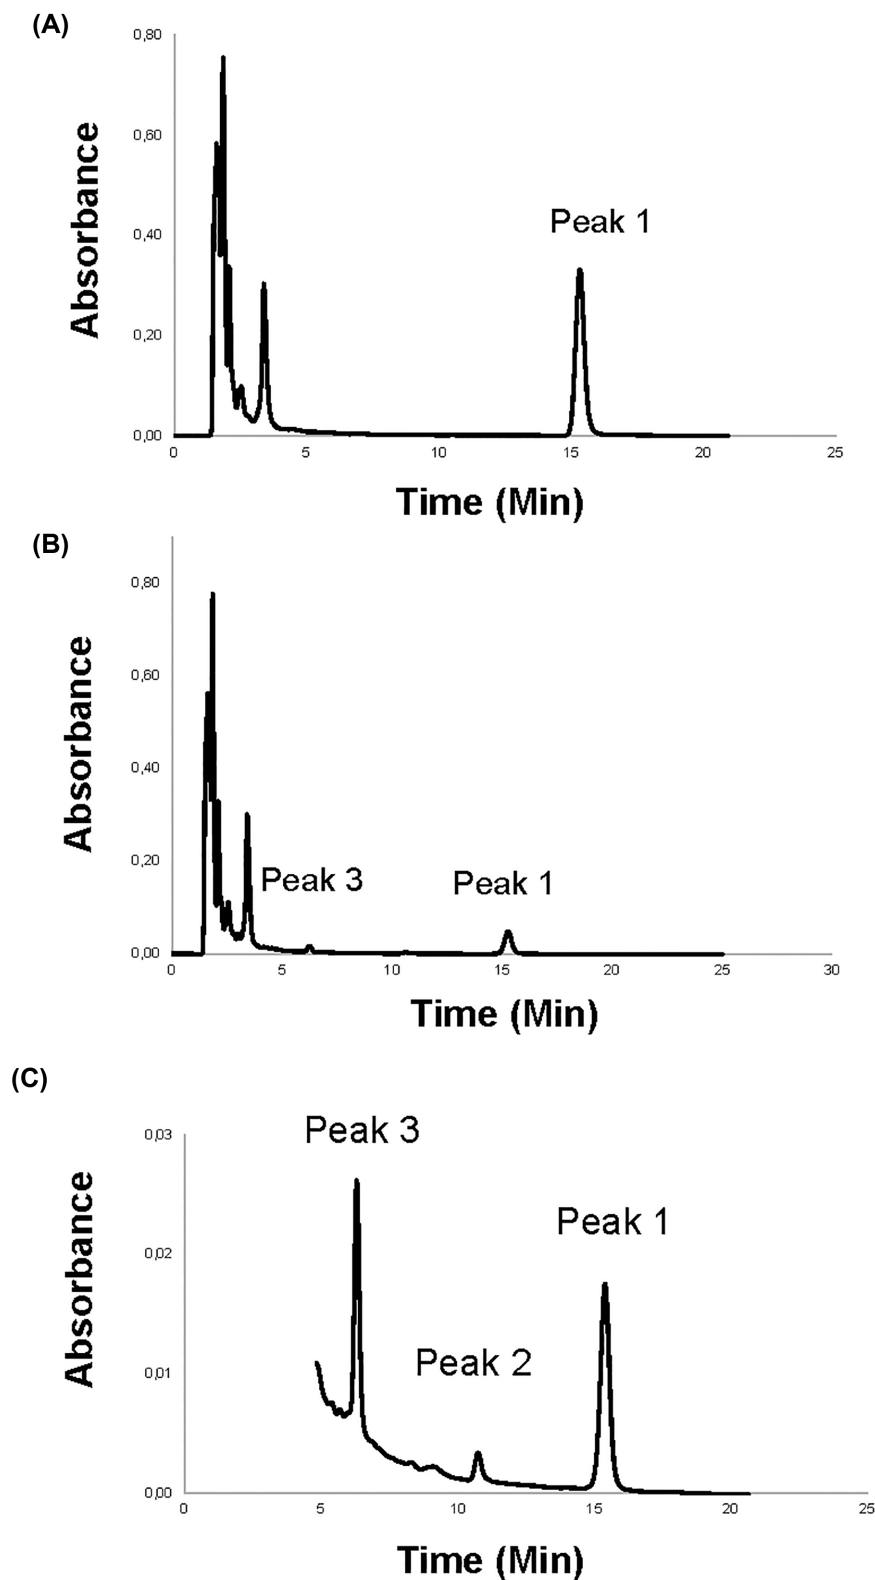 (A)
0,80
0,60
0,40
0,20
0,00
Absorbance
Peak 1
0 5 10 15 20 25
Time (Min)
(B)
0,80
0,60
0,40
0,20
0,00
Absorbance
Peak 3 Peak 1
0 5 10 15 20 25 30
Time (Min)
(C)
0,03
0,02
0,01
0,00
Absorbance
Peak 3
Peak 1
Peak 2
0 5 10 15 20 25
Time (Min)